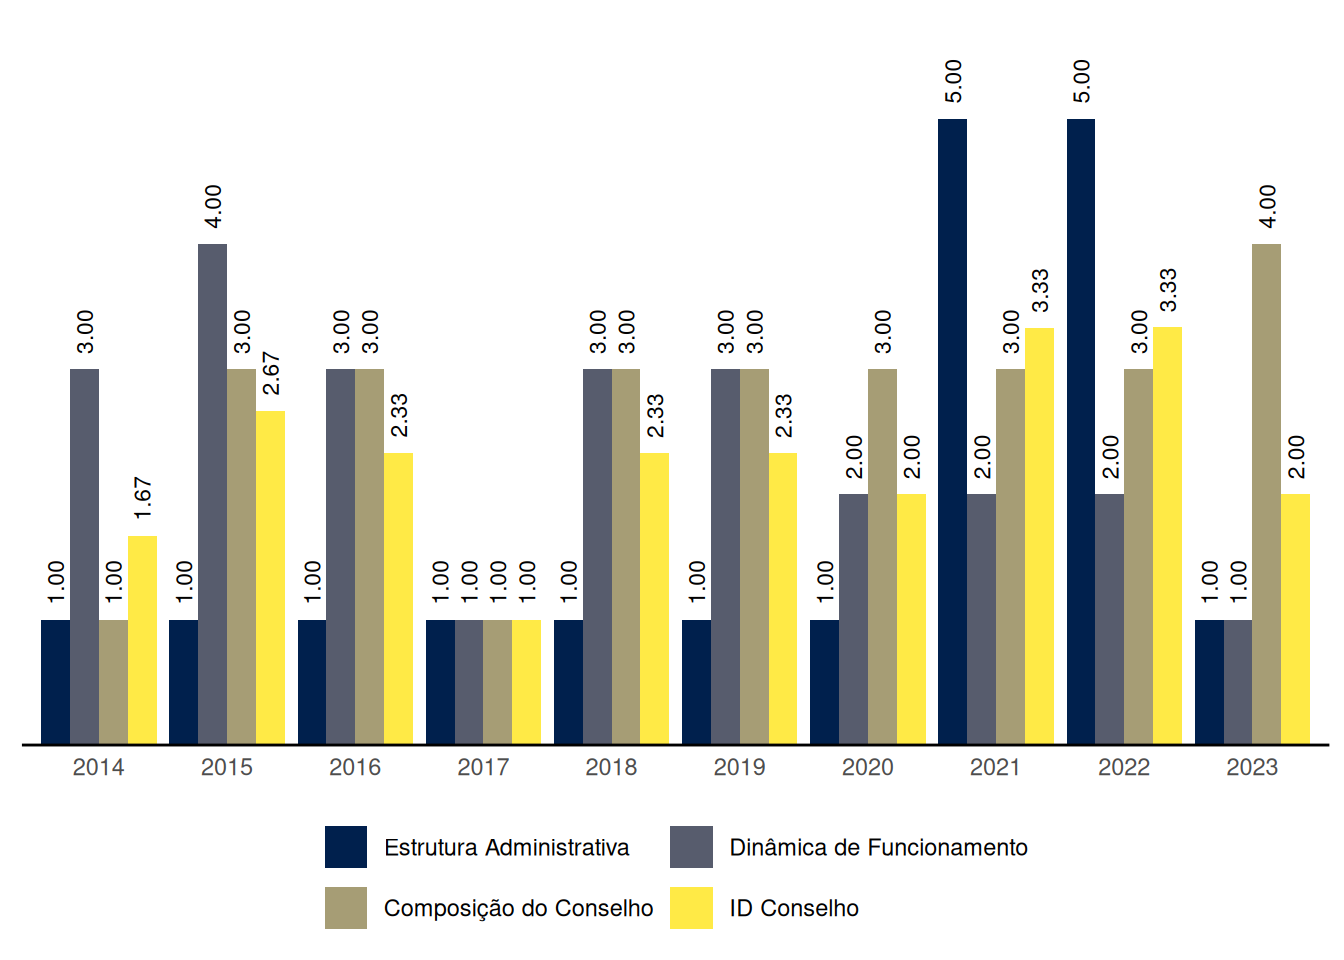 5.00 5.00
4.00 4.00
3.33 3.33
3.00 3.00 3.00 3.00 3.00 3.00 3.00 3.00 3.00 3.00 3.00
2.67
2.33 2.33 2.33
2.00 2.00 2.00 2.00 2.00
1.67
1.00 1.00 1.00 1.00 1.00 1.00 1.00 1.00 1.00 1.00 1.00 1.00 1.00
2014 2015 2016 2017 2018 2019 2020 2021 2022 2023
Estrutura Administrativa Dinâmica de Funcionamento
Composição do Conselho ID Conselho